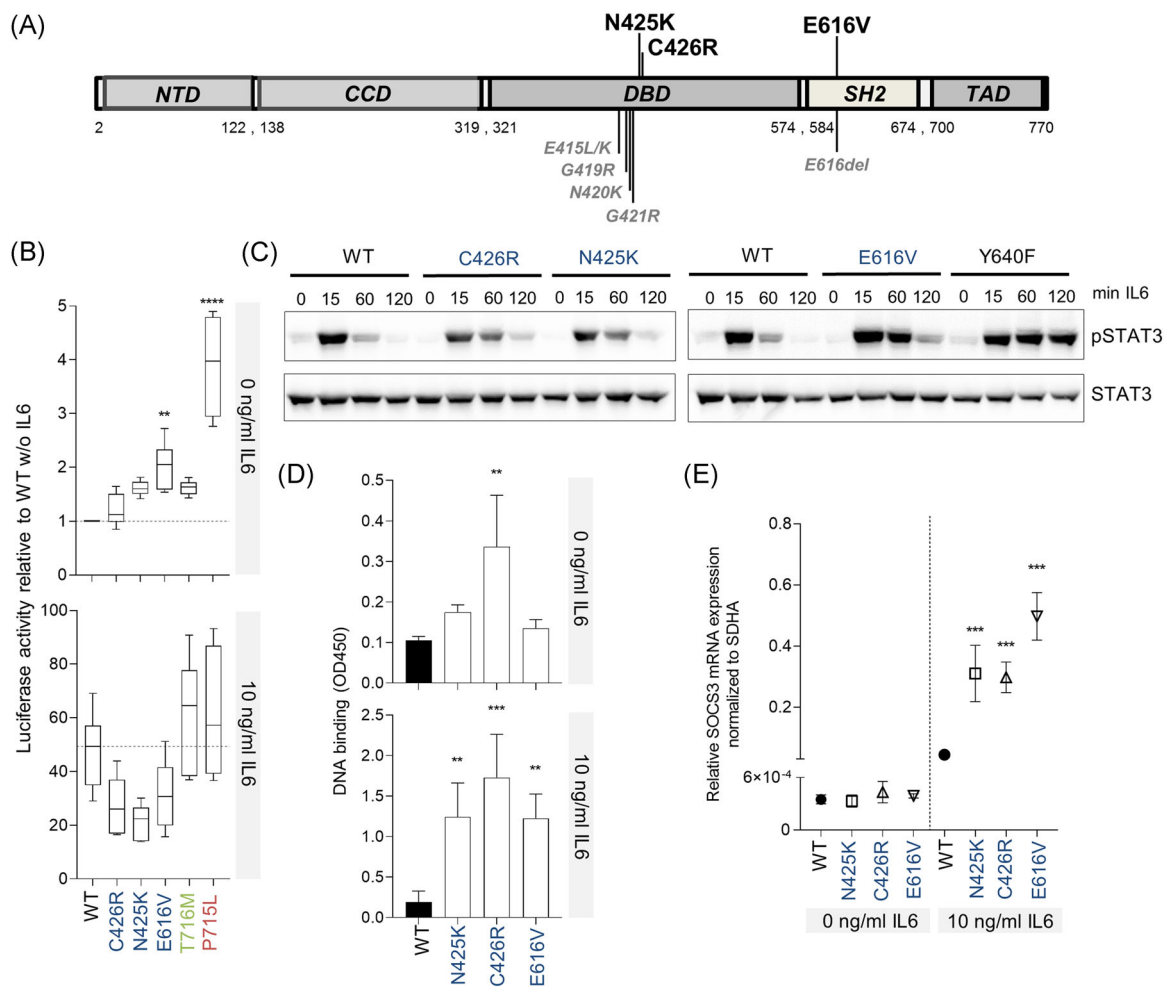 (A)
N425K
C426R
E616V
NTD CCD DBD SH2 TAD
2 122 , 138 319 , 321 574 , 584 674 , 700 770
E415L/K
G419R
N420K
G421R
E616del
(B)
Luciferase activity relative to WT w/o IL6
5
4
3
2
1
0
**
****
0 ng/ml IL6
100
80
60
40
20
0
10 ng/ml IL6
WT C426R N425K E616V T716M P715L
(C)
WT C426R N425K WT E616V Y640F
0 15 60 120 0 15 60 120 0 15 60 120 0 15 60 120 0 15 60 120 0 15 60 120 min IL6
pSTAT3
STAT3
(D)
DNA binding (OD450)
0.5
0.4
0.3
0.2
0.1
0.0
**
0 ng/ml IL6
2.5
2.0
1.5
1.0
0.5
0.0
** *** **
10 ng/ml IL6
WT N425K C426R E616V
(E)
Relative SOCS3 mRNA expression
normalized to SDHA
0.8
0.6
0.4
0.2
6×10-4
0
*** *** ***
WT N425K C426R E616V WT N425K C426R E616V
0 ng/ml IL6 10 ng/ml IL6